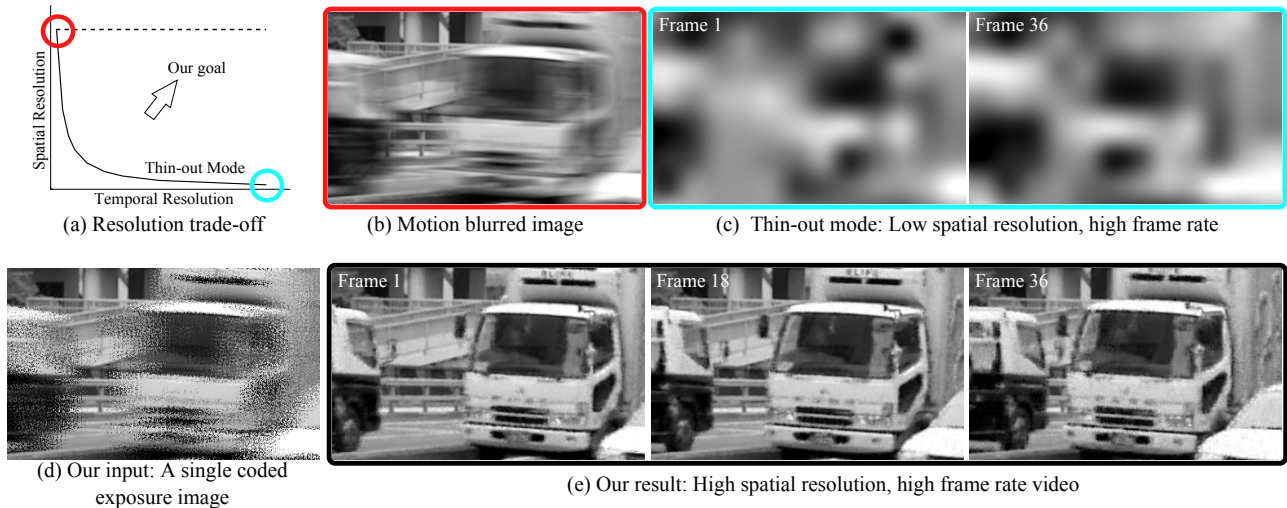 Spatial Resolution
Our goal
Thin-out Mode
Temporal Resolution
(a) Resolution trade-off
(b) Motion blurred image
Frame 1
Frame 36
(c) Thin-out mode: Low spatial resolution, high frame rate
(d) Our input: A single coded
exposure image
Frame 1
Frame 18
Frame 36
(e) Our result: High spatial resolution, high frame rate video